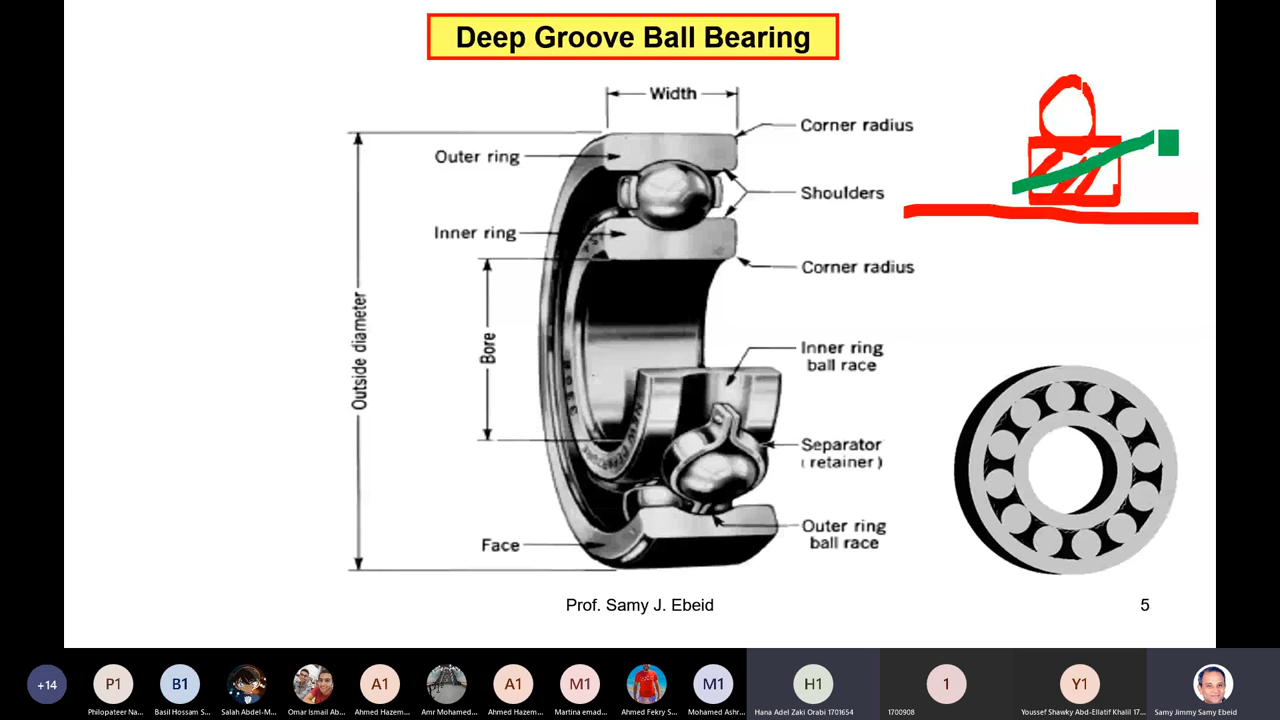 Deep Groove Ball Bearing
Width
Corner radius
Outer ring
Shoulders
Inner ring
Corner radius
Outside diameter
Bore
Inner ring
ball race
Separator
(retainer)
Outer ring
ball race
Face
Prof. Samy J. Ebeid
5
+14
P1
B1
A1
A1
M1
M1
H1
1
Y1
Philopateer Na...
Basil Hossam S...
Salah Abdel-M...
Omar Ismail Ab...
Ahmed Hazem...
Amr Mohamed...
Ahmed Hazem...
Martina emad...
Ahmed Fekry S...
Mohamed Ashr...
Hana Adel Zaki Orabi 1701654
1700908
Youssef Shawky Abd-Ellatif Khalil 17...
Samy Jimmy Samy Ebeid